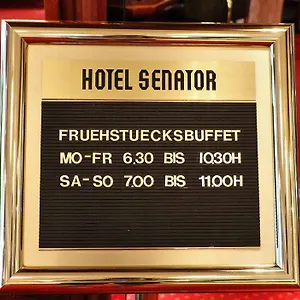 HOTEL SENATOR
FRUEHSTUECKSBUFFET
MO-FR 6.30 BIS 10.30H
SA-SO 7.00 BIS 11.00H